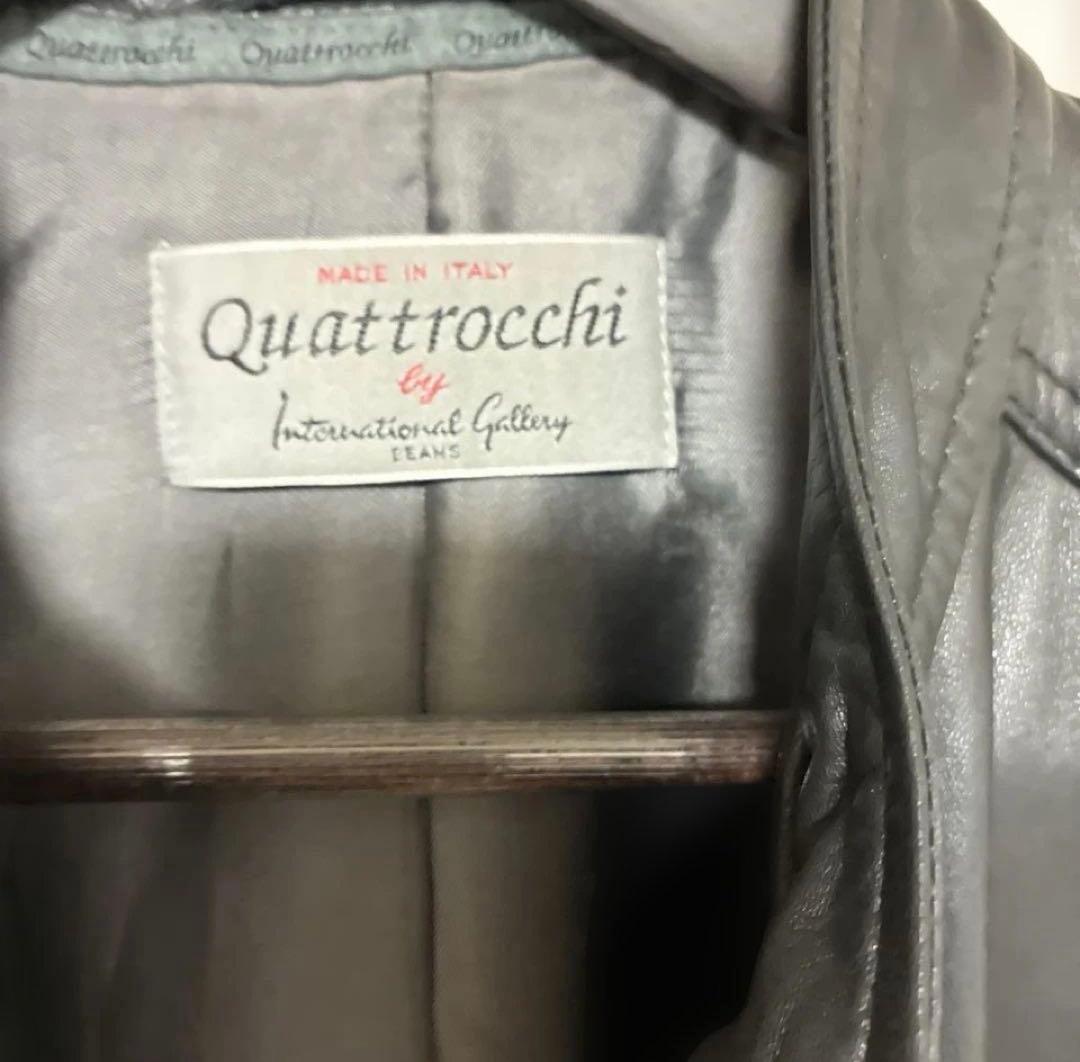 Quattrocchi Quattrocchi
MADE IN ITALY
Quattrocchi
by
International Gallery
BEAMS